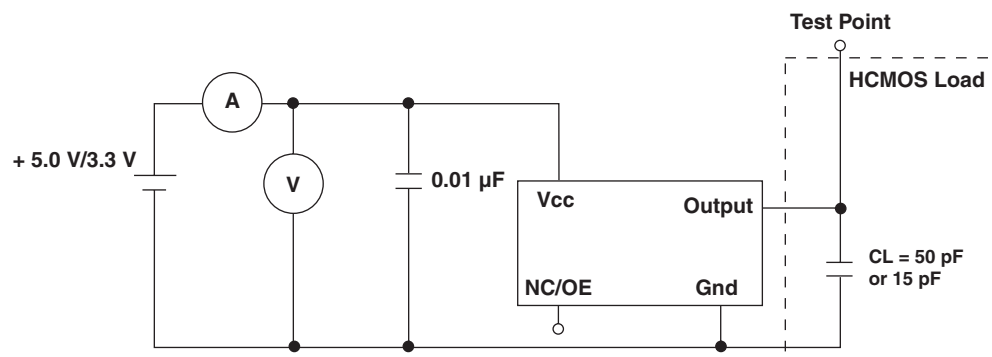 Test Point
HCMOS Load
A
+ 5.0 V/3.3 V
V
0.01 µF
Vcc
Output
CL = 50 pF
or 15 pF
NC/OE
Gnd